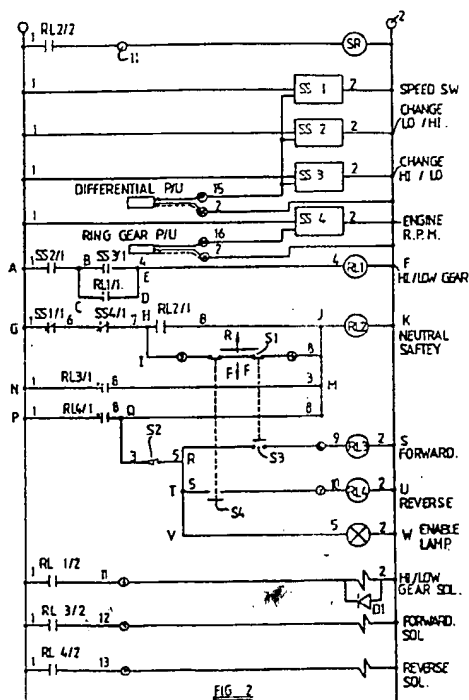 2
1 RL2/2 11 SR
1 SS 1 2 SPEED SW
1 SS 2 2 CHANGE LO /HI.
1 SS 3 2 CHANGE HI / LO
DIFFERENTIAL P/U 15
2
1 SS 4 2 ENGINE R.P.M.
RING GEAR P/U 16
2
A 1 SS2/1 B SS3/1 4 E 4 RL1 2 F
HI/LOW GEAR
C RL1/1. D
G 1 SS1/1 6 SS4/1 7 H RL2/1 8 J RL2 2 K
NEUTRAL SAFTEY
R S1
I 8
F F
N 1 RL3/1 8 3 M
P 1 RL4/1 8 Q 8
S2
3 5 R S3 9 RL3 2 S
FORWARD.
T 5 10 RL4 2 U
REVERSE
S4
V 5 2 W ENABLE LAMP.
1 RL 1/2 11 2 HI/LOW GEAR SOL.
D1
1 RL 3/2 12 FORWARD. SOL
1 RL 4/2 13 REVERSE SOL.
FIG 2